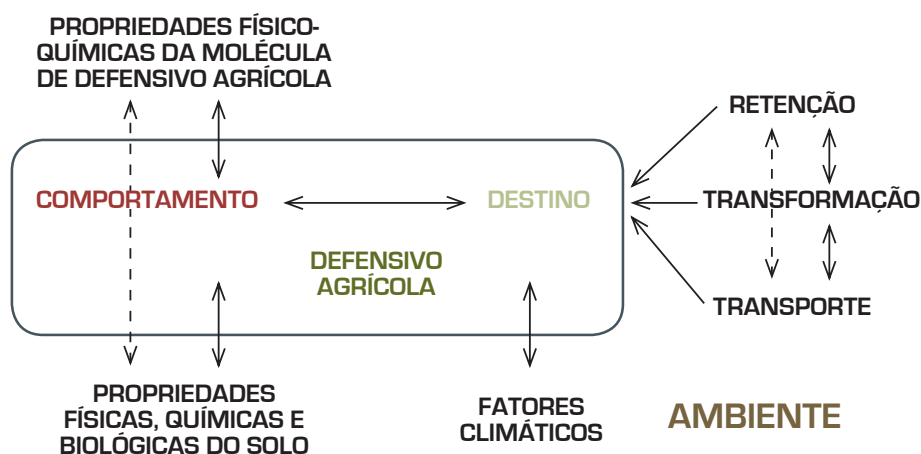 PROPRIEDADES FÍSICO-
QUÍMICAS DA MOLÉCULA
DE DEFENSIVO AGRÍCOLA
RETENÇÃO
COMPORTAMENTO
DESTINO
TRANSFORMAÇÃO
DEFENSIVO
AGRÍCOLA
TRANSPORTE
PROPRIEDADES
FÍSICAS, QUÍMICAS E
BIOLÓGICAS DO SOLO
FATORES
CLIMÁTICOS
AMBIENTE